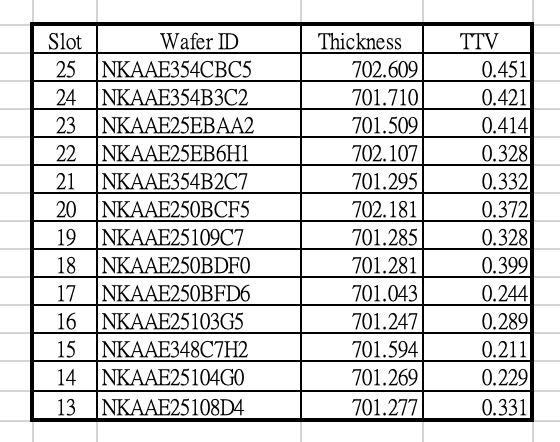 Slot Wafer ID Thickness TTV
25 NKAAE354CBC5 702.609 0.451
24 NKAAE354B3C2 701.710 0.421
23 NKAAE25EBAA2 701.509 0.414
22 NKAAE25EB6H1 702.107 0.328
21 NKAAE354B2C7 701.295 0.332
20 NKAAE250BCF5 702.181 0.372
19 NKAAE25109C7 701.285 0.328
18 NKAAE250BDF0 701.281 0.399
17 NKAAE250BFD6 701.043 0.244
16 NKAAE25103G5 701.247 0.289
15 NKAAE348C7H2 701.594 0.211
14 NKAAE25104G0 701.269 0.229
13 NKAAE25108D4 701.277 0.331